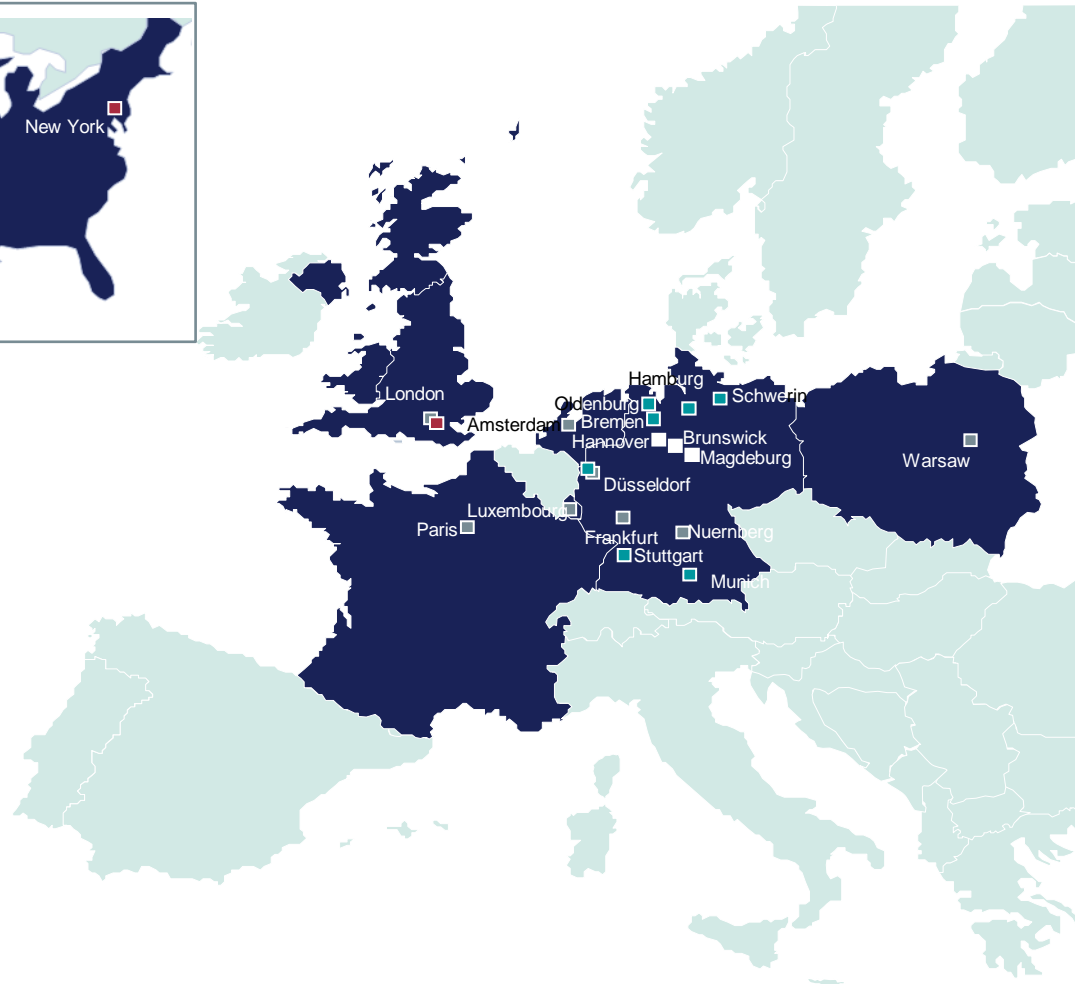 New York
Hamburg
London
Schwerin
Oldenburg
Amsterdam
Bremen
Hannover
Brunswick
Magdeburg
Warsaw
Düsseldorf
Luxembourg
Paris
Nuernberg
Frankfurt
Stuttgart
Munich